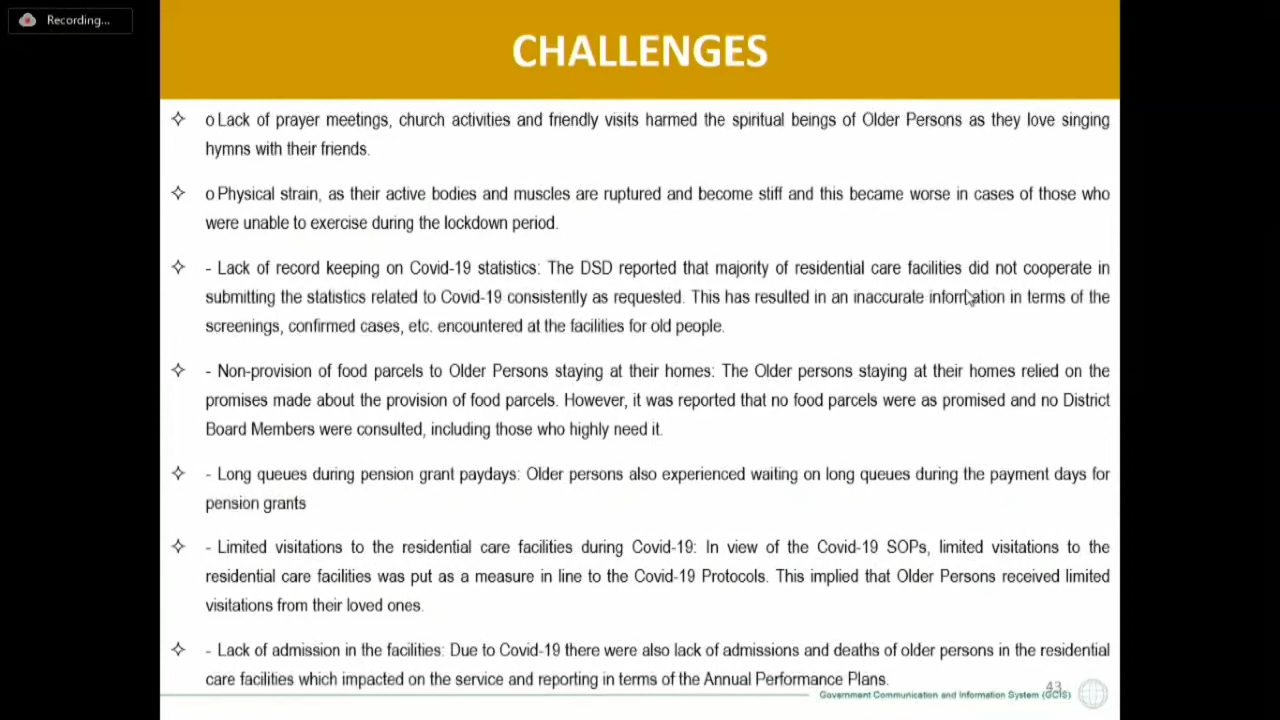 Recording...
CHALLENGES
o Lack of prayer meetings, church activities and friendly visits harmed the spiritual beings of Older Persons as they love singing
hymns with their friends.
o Physical strain, as their active bodies and muscles are ruptured and become stiff and this became worse in cases of those who
were unable to exercise during the lockdown period.
- Lack of record keeping on Covid-19 statistics: The DSD reported that majority of residential care facilities did not cooperate in
submitting the statistics related to Covid-19 consistently as requested. This has resulted in an inaccurate information in terms of the
screenings, confirmed cases, etc. encountered at the facilities for old people.
- Non-provision of food parcels to Older Persons staying at their homes: The Older persons staying at their homes relied on the
promises made about the provision of food parcels. However, it was reported that no food parcels were as promised and no District
Board Members were consulted, including those who highly need it.
- Long queues during pension grant paydays: Older persons also experienced waiting on long queues during the payment days for
pension grants
- Limited visitations to the residential care facilities during Covid-19: In view of the Covid-19 SOPs, limited visitations to the
residential care facilities was put as a measure in line to the Covid-19 Protocols. This implied that Older Persons received limited
visitations from their loved ones.
- Lack of admission in the facilities: Due to Covid-19 there were also lack of admissions and deaths of older persons in the residential
care facilities which impacted on the service and reporting in terms of the Annual Performance Plans.
43
Government Communication and Information System (GCIS)